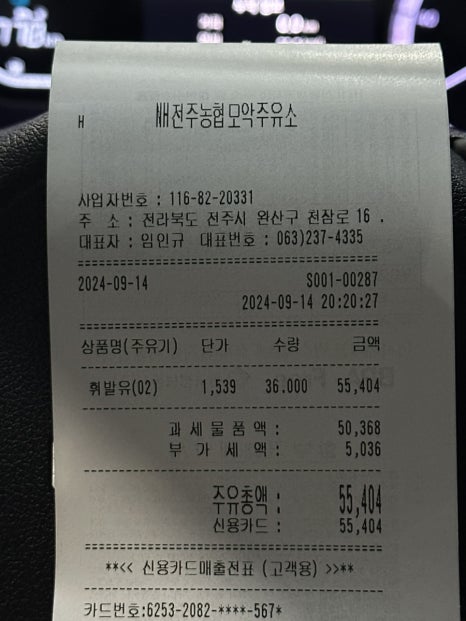 H NH전주농협모악주유소
사업자번호 : 116-82-20331
주 소 : 전라북도 전주시 완산구 천잠로 16 .
대표자 : 임인규 대표번호 : 063)237-4335
2024-09-14 S001-00287
2024-09-14 20:20:27
상품명(주유기) 단가 수량 금액
휘발유(02) 1,539 36.000 55,404
과 세 물 품 액 : 50,368
부 가 세 액 : 5,036
주유총액 : 55,404
신용카드 : 55,404
**<< 신용카드매출전표 (고객용) >>**
카드번호:6253-2082-****-567*